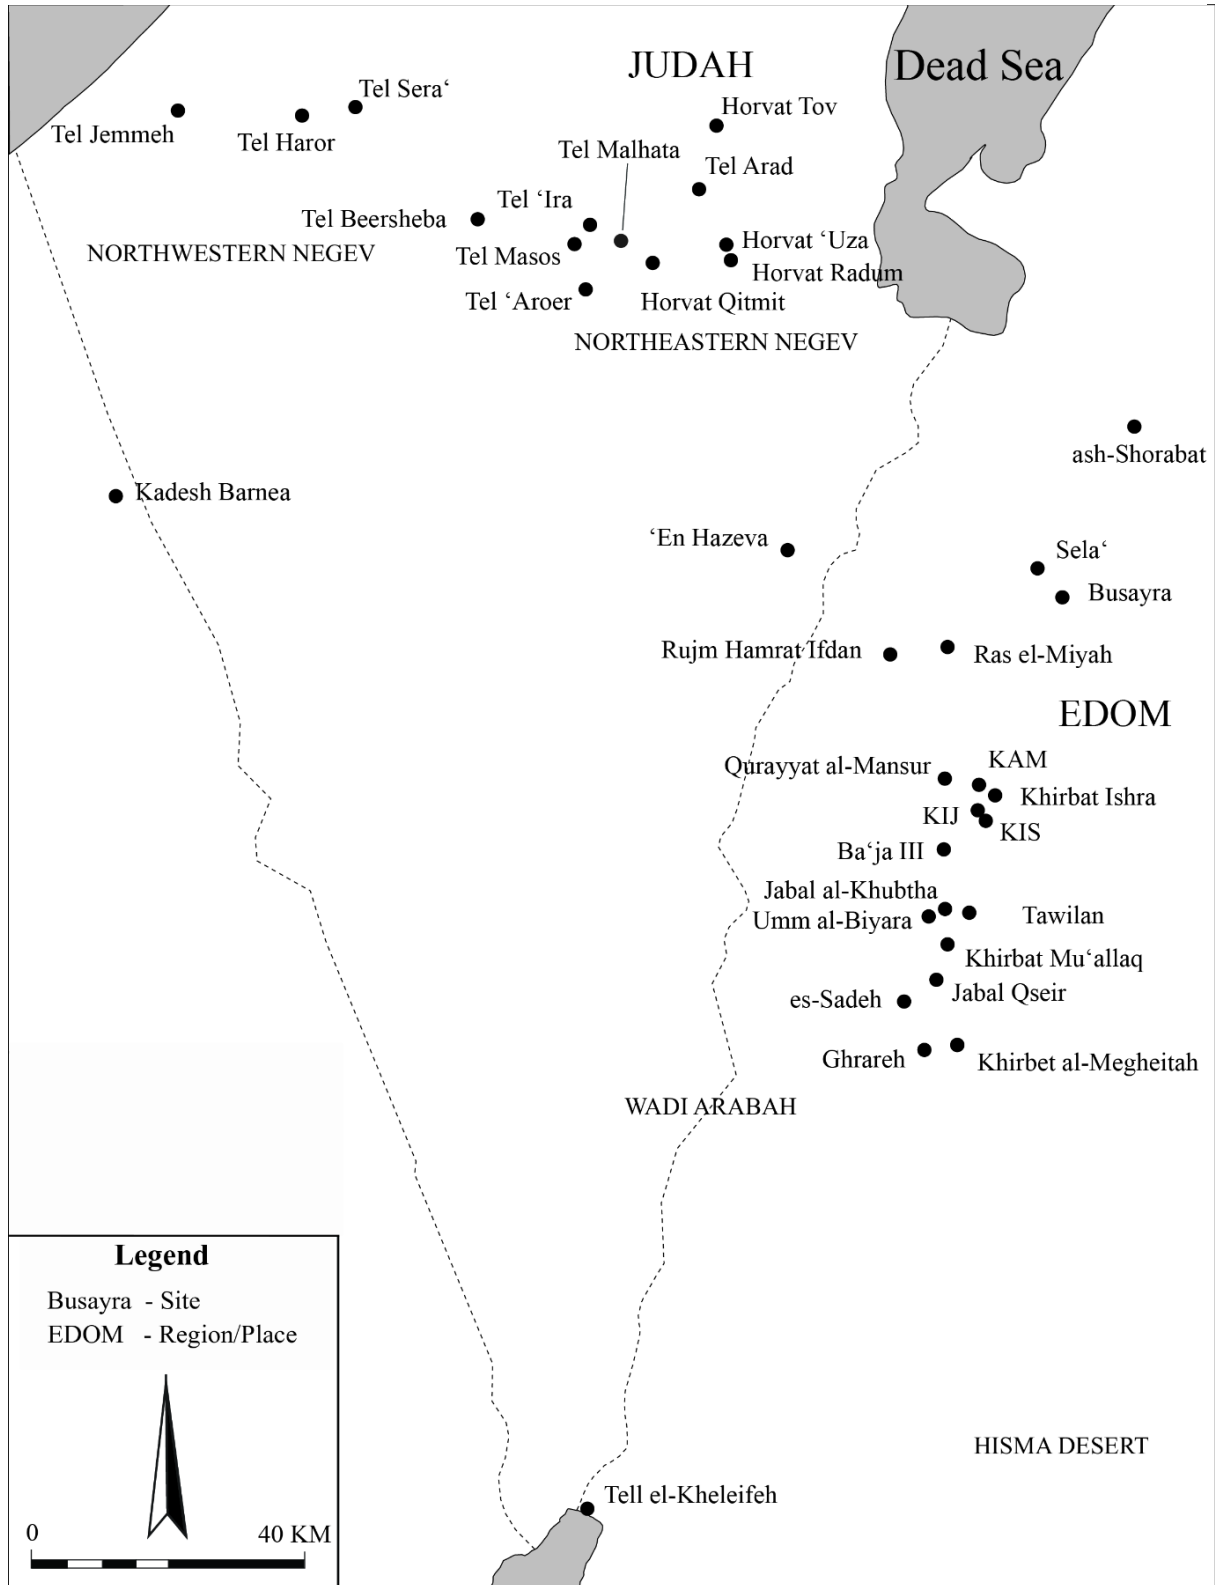 JUDAH
Dead Sea
Tel Sera‘
Tel Jemmeh
Tel Haror
Horvat Tov
Tel Malhata
Tel Arad
Tel ‘Ira
Tel Beersheba
NORTHWESTERN NEGEV
Tel Masos
Horvat ‘Uza
Horvat Radum
Tel ‘Aroer
Horvat Qitmit
NORTHEASTERN NEGEV
ash-Shorabat
Kadesh Barnea
‘En Hazeva
Sela‘
Busayra
Rujm Hamrat Ifdan
Ras el-Miyah
EDOM
Qurayyat al-Mansur
KAM
Khirbat Ishra
KIJ
KIS
Ba‘ja III
Jabal al-Khubtha
Umm al-Biyara
Tawilan
Khirbat Mu‘allaq
Jabal Qseir
es-Sadeh
Ghrareh
Khirbet al-Megheitah
WADI ARABAH
Legend
Busayra - Site
EDOM - Region/Place
0 40 KM
HISMA DESERT
Tell el-Kheleifeh